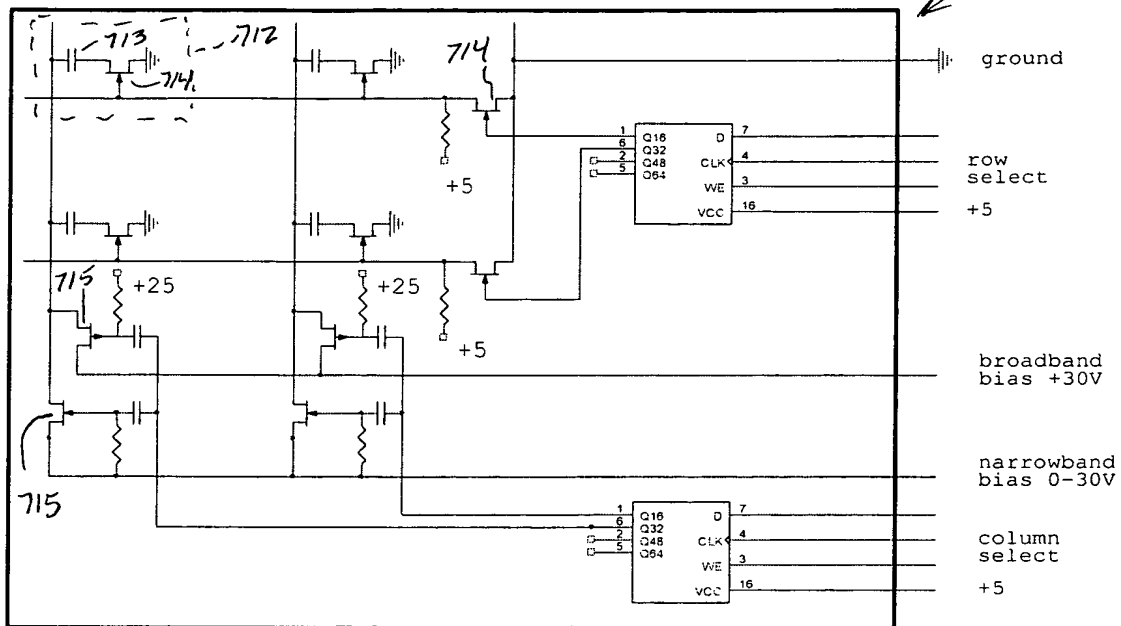 713
712
714
714
ground
1 Q16 D 7
6 Q32
2 Q48 CLK 4
5 Q64
WE 3
VCC 16
row
select
+5
+5
715
+25
+25
+5
broadband
bias +30V
narrowband
bias 0-30V
715
1 Q16 D 7
6 Q32
2 Q48 CLK 4
5 Q64
WE 3
VCC 16
column
select
+5